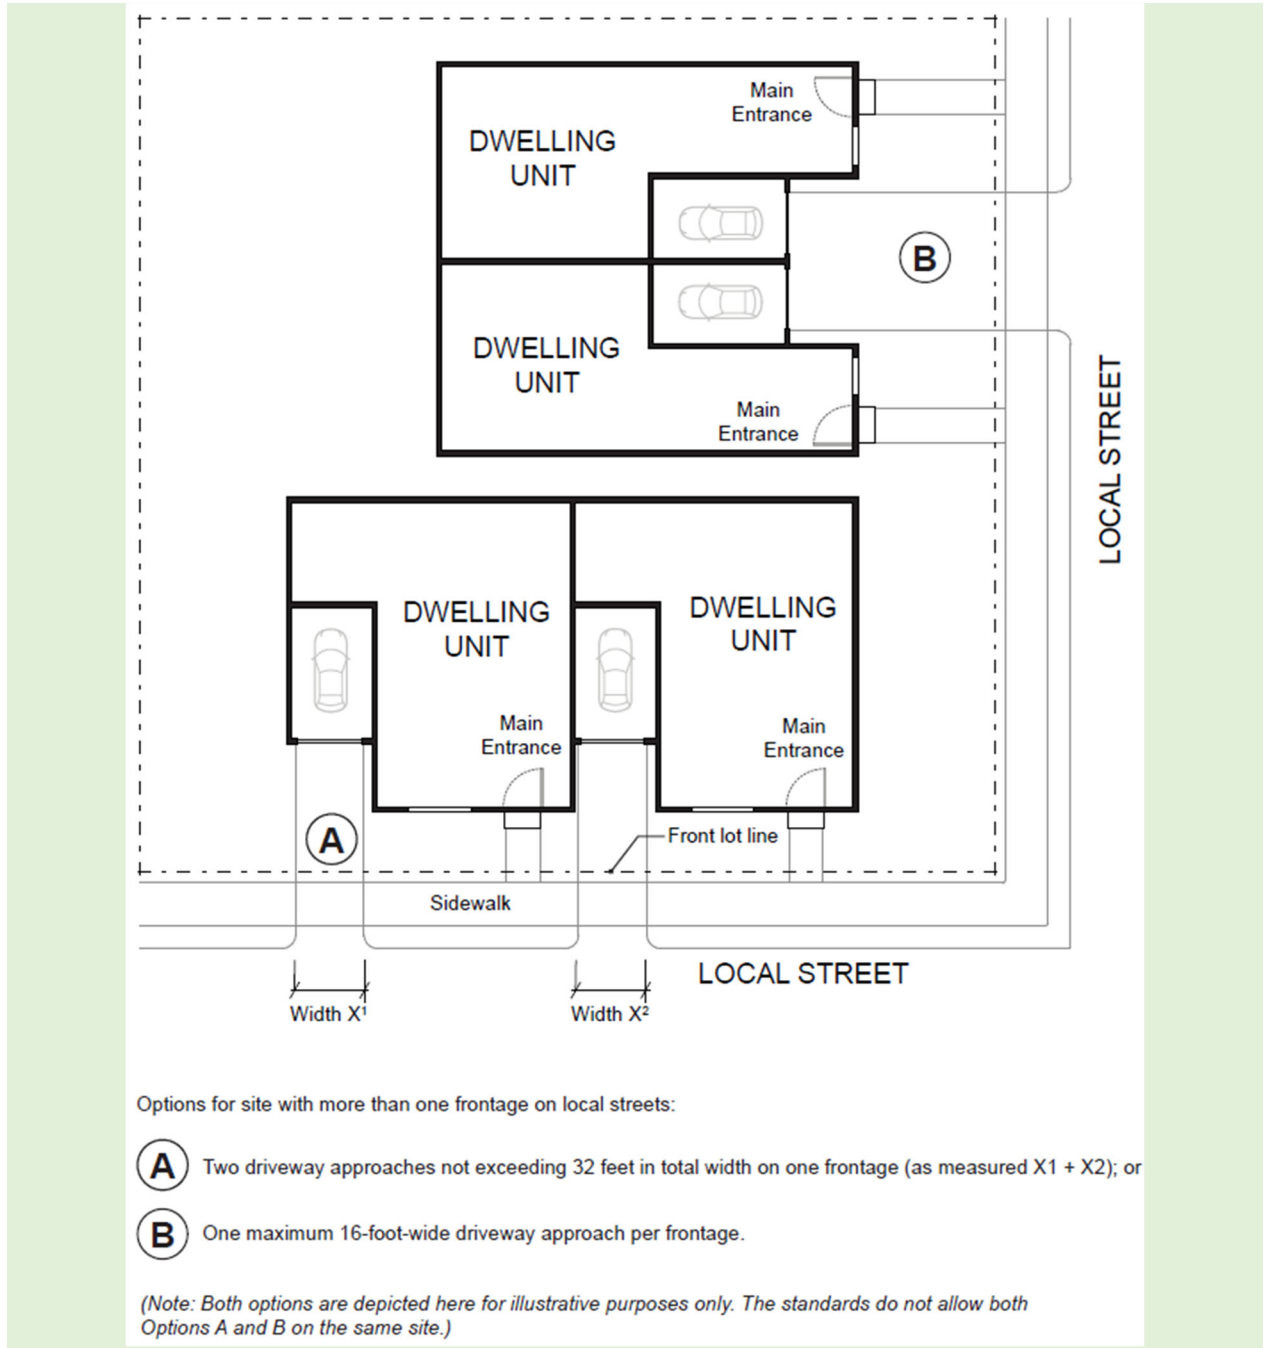 Main
Entrance
DWELLING
UNIT
B
DWELLING
UNIT
Main
Entrance
LOCAL STREET
DWELLING
UNIT
DWELLING
UNIT
Main
Entrance
Main
Entrance
A
Front lot line
Sidewalk
LOCAL STREET
Width X¹
Width X²
Options for site with more than one frontage on local streets:
A Two driveway approaches not exceeding 32 feet in total width on one frontage (as measured X1 + X2); or
B One maximum 16-foot-wide driveway approach per frontage.
(Note: Both options are depicted here for illustrative purposes only. The standards do not allow both
Options A and B on the same site.)